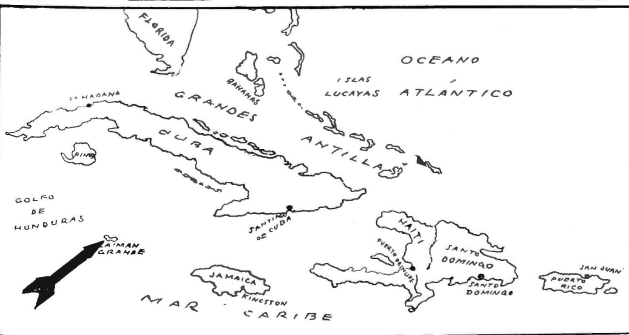 FLORIDA
OCEANO
ATLÁNTICO
ISLAS
LUCAYAS
BAHAMAS
LA HABANA
GRANDES
ANTILLAS
CUBA
PINOS
GOLFO
DE
HONDURAS
SANTIAGO
DE CUBA
CAIMAN
GRANDE
HAITI
PUERTO PRINCIPE
SANTO
DOMINGO
SANTO
DOMINGO
SAN JUAN
PUERTO
RICO
JAMAICA
KINGSTON
MAR CARIBE